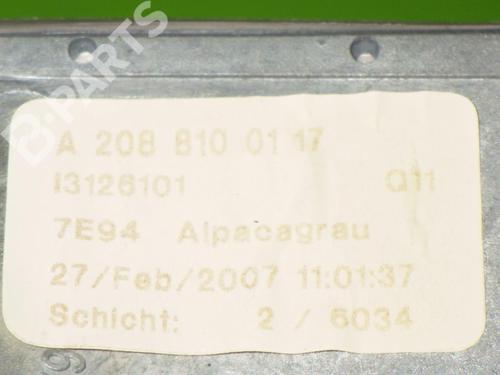 B-PARTS
A 208 810 01 17
I3126101 Q11
7E94 Alpacagrau
27/Feb/2007 11:01:37
Schicht: 2 / 6034